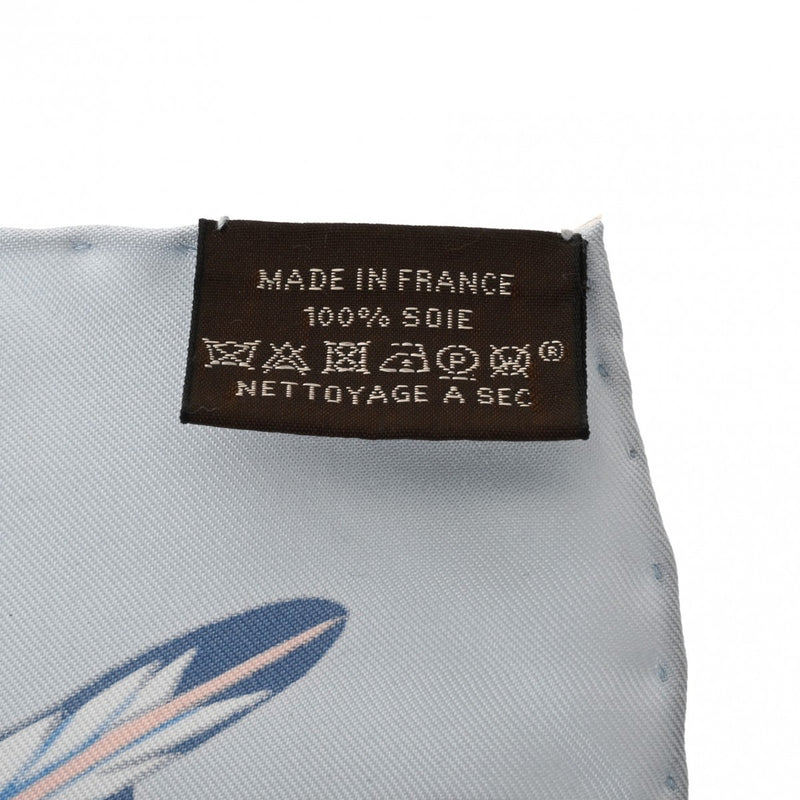 MADE IN FRANCE
100% SOIE
P W ®
NETTOYAGE A SEC